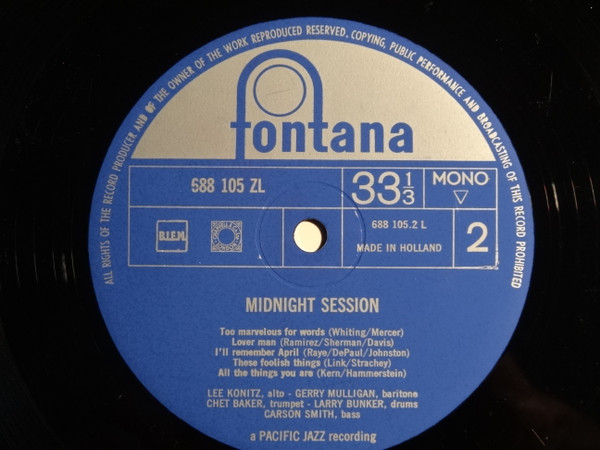 ALL RIGHTS OF THE RECORD PRODUCER AND OF THE OWNER OF THE WORK REPRODUCED RESERVED. COPYING, PUBLIC PERFORMANCE AND BROADCASTING OF THIS RECORD PROHIBITED
fontana
688 105 ZL
33 1/3
MONO
B.I.E.M.
688 105.2 L
MADE IN HOLLAND
2
MIDNIGHT SESSION
Too marvelous for words (Whiting/Mercer)
Lover man (Ramirez/Sherman/Davis)
I'll remember April (Raye/DePaul/Johnston)
These foolish things (Link/Strachey)
All the things you are (Kern/Hammerstein)
LEE KONITZ, alto - GERRY MULLIGAN, baritone
CHET BAKER, trumpet - LARRY BUNKER, drums
CARSON SMITH, bass
a PACIFIC JAZZ recording